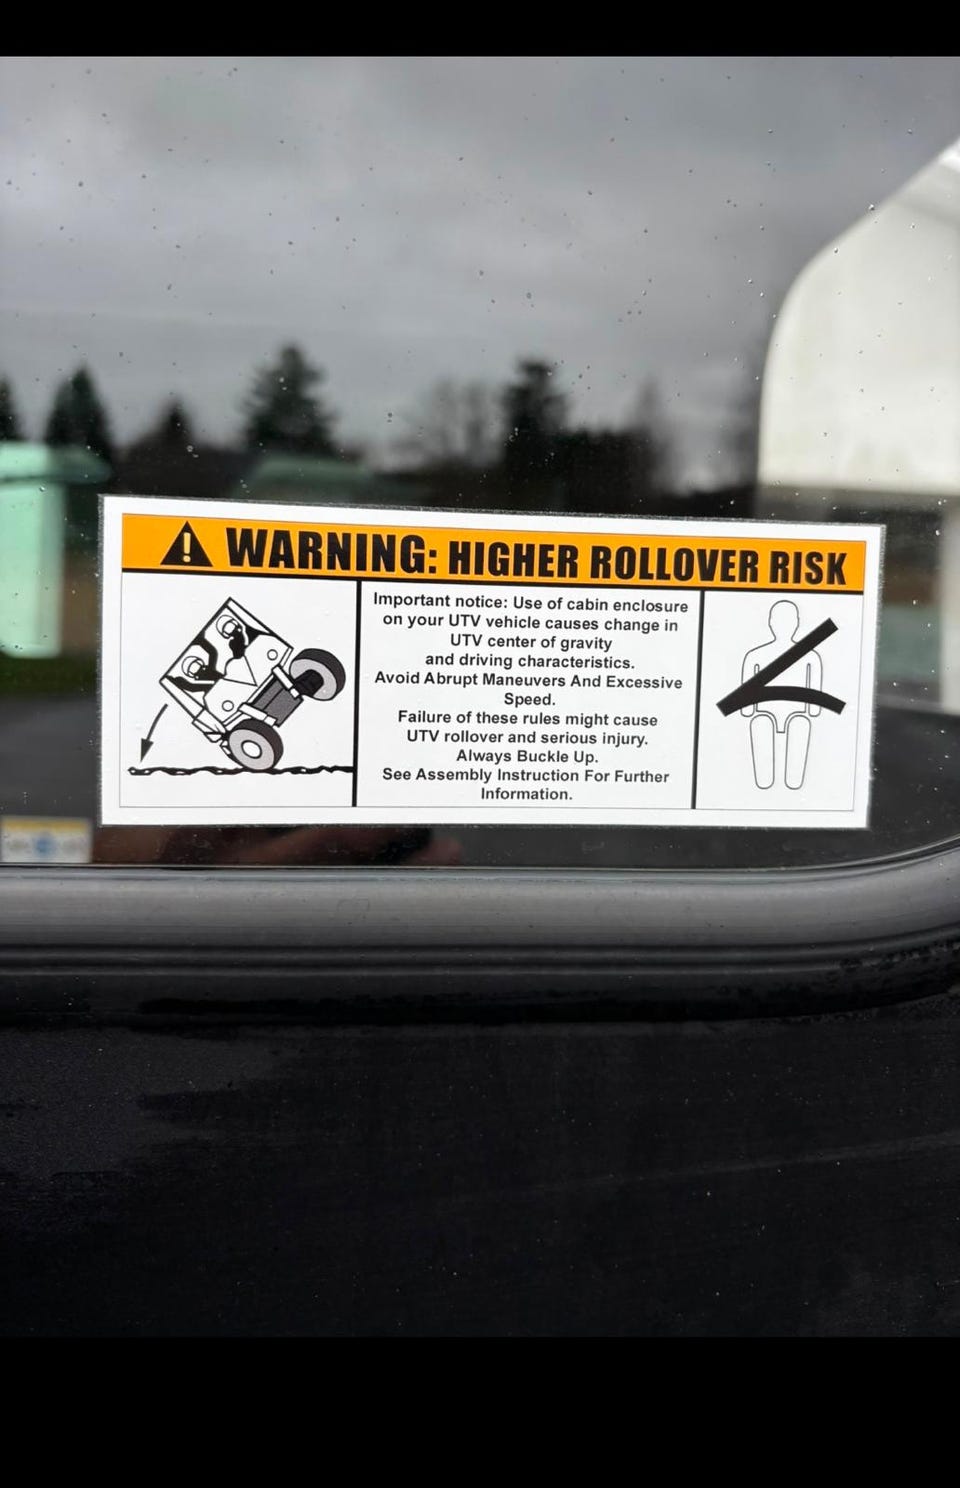 WARNING: HIGHER ROLLOVER RISK
Important notice: Use of cabin enclosure
on your UTV vehicle causes change in
UTV center of gravity
and driving characteristics.
Avoid Abrupt Maneuvers And Excessive
Speed.
Failure of these rules might cause
UTV rollover and serious injury.
Always Buckle Up.
See Assembly Instruction For Further
Information.